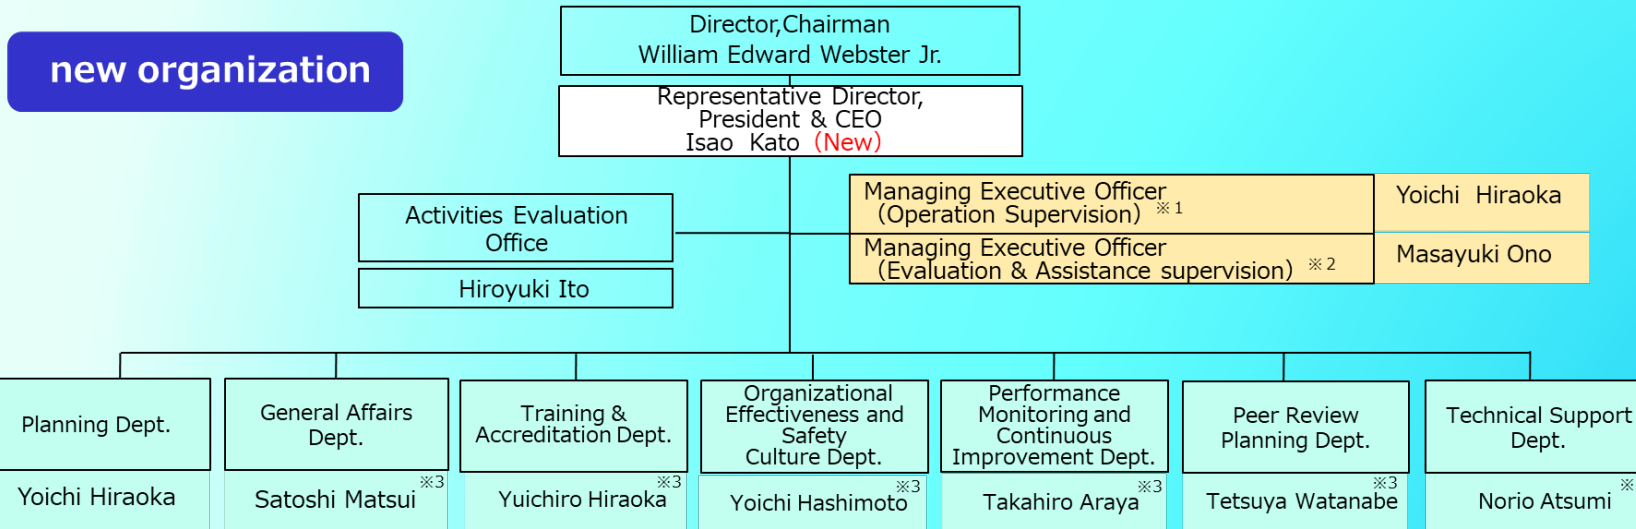 new organization
Director,Chairman
William Edward Webster Jr.
Representative Director,
President & CEO
Isao Kato（New）
Activities Evaluation
Office
Hiroyuki Ito
Managing Executive Officer
（Operation Supervision）※1
Yoichi Hiraoka
Managing Executive Officer
（Evaluation & Assistance supervision）※2
Masayuki Ono
Planning Dept.
Yoichi Hiraoka
General Affairs
Dept.
※3
Satoshi Matsui
Training &
Accreditation Dept.
※3
Yuichiro Hiraoka
Organizational
Effectiveness and
Safety
Culture Dept.
※3
Yoichi Hashimoto
Performance
Monitoring and
Continuous
Improvement Dept.
※3
Takahiro Araya
Peer Review
Planning Dept.
※3
Tetsuya Watanabe
Technical Support
Dept.
※
Norio Atsumi